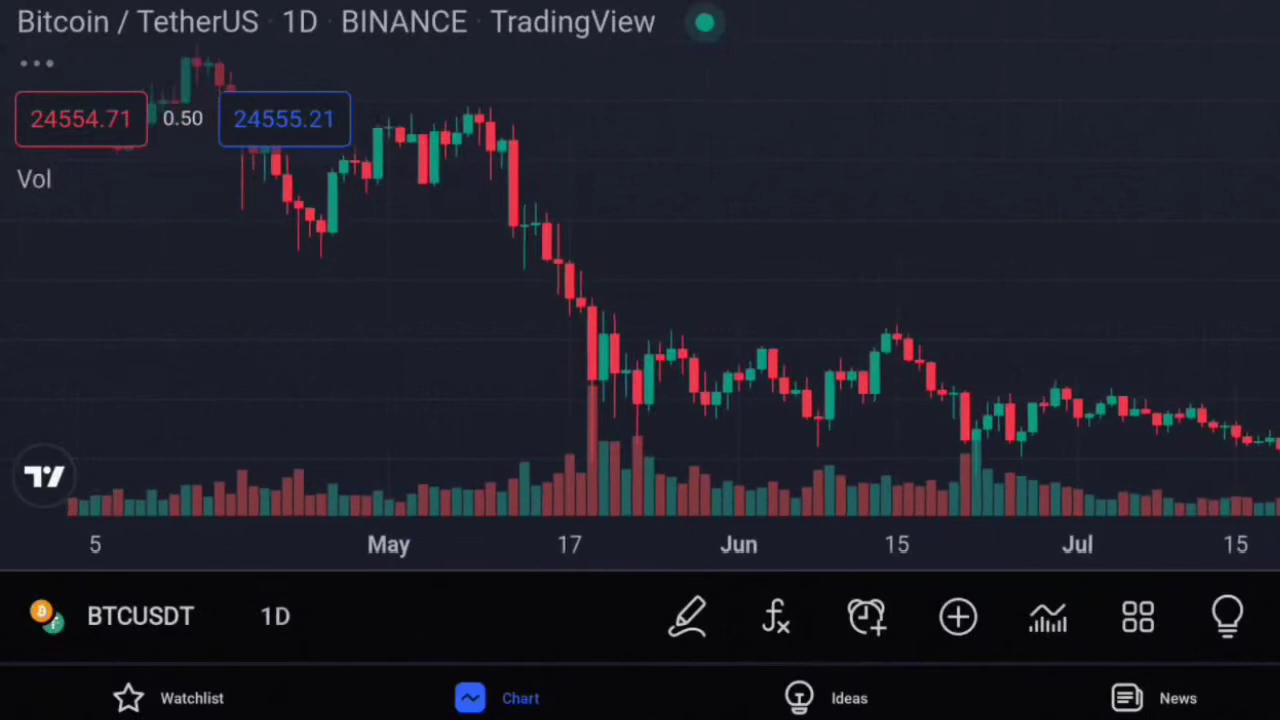 Bitcoin / TetherUS · 1D · BINANCE · TradingView
24554.71 0.50 24555.21
Vol
5 May 17 Jun 15 Jul 15
BTCUSDT 1D
Watchlist Chart Ideas News